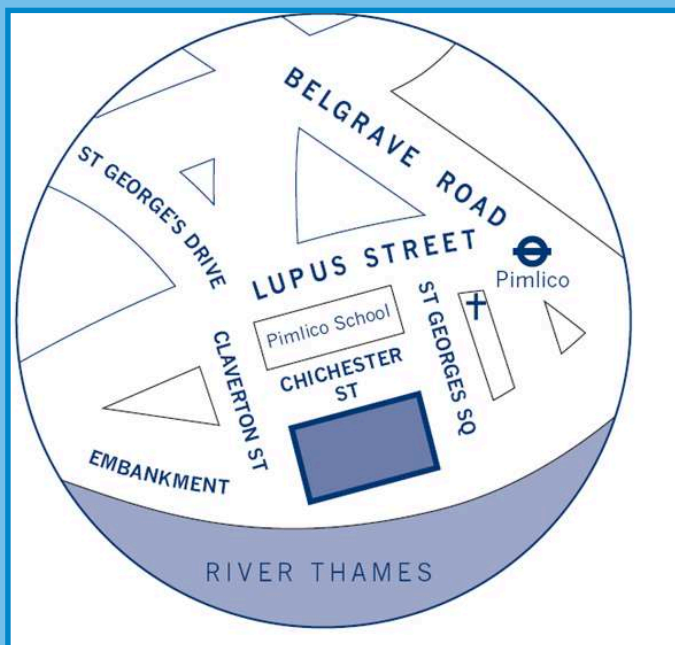 BELGRAVE ROAD
ST GEORGE'S DRIVE
LUPUS STREET
Pimlico
Pimlico School
ST GEORGES SQ
CLAVERTON ST
CHICHESTER
ST
EMBANKMENT
RIVER THAMES